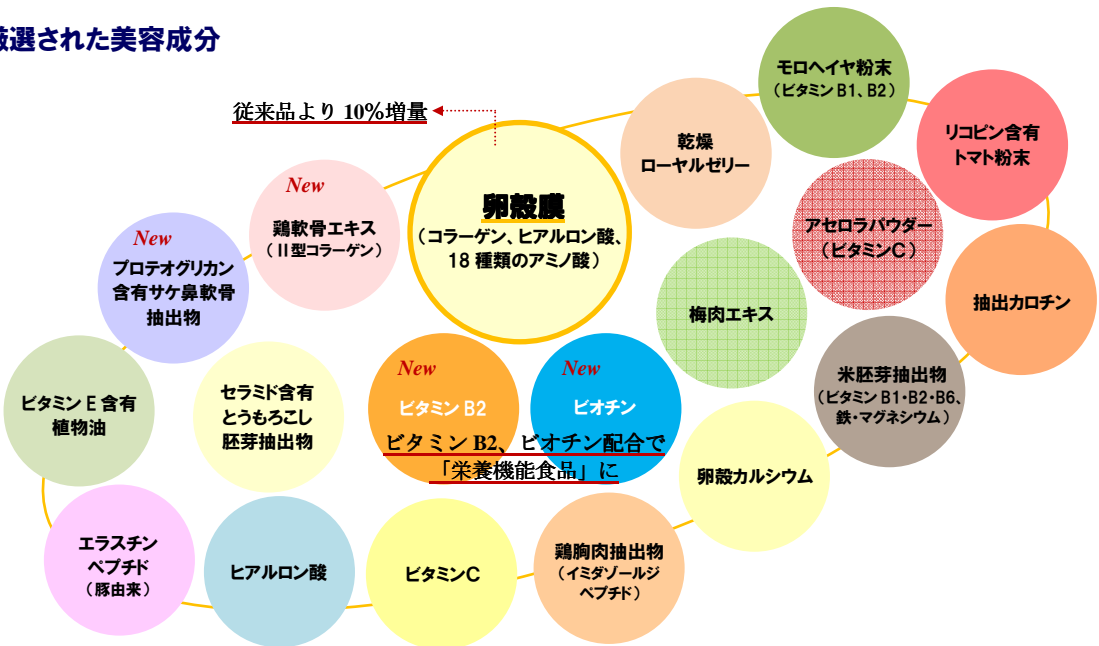 選された美容成分
従来品より 10%増量
モロヘイヤ粉末
（ビタミン B1、B2）
乾燥
ローヤルゼリー
リコピン含有
トマト粉末
New
鶏軟骨エキス
（Ⅱ型コラーゲン）
卵殻膜
（コラーゲン、ヒアルロン酸、
18 種類のアミノ酸）
アセロラパウダー
（ビタミンC）
New
プロテオグリカン
含有サケ鼻軟骨
抽出物
梅肉エキス
抽出カロチン
ビタミン E 含有
植物油
セラミド含有
とうもろこし
胚芽抽出物
New
ビタミン B2
New
ビオチン
ビタミン B2、ビオチン配合で
「栄養機能食品」に
米胚芽抽出物
（ビタミン B1・B2・B6、
鉄・マグネシウム）
卵殻カルシウム
エラスチン
ペプチド
（豚由来）
ヒアルロン酸
ビタミンC
鶏胸肉抽出物
（イミダゾールジ
ペプチド）